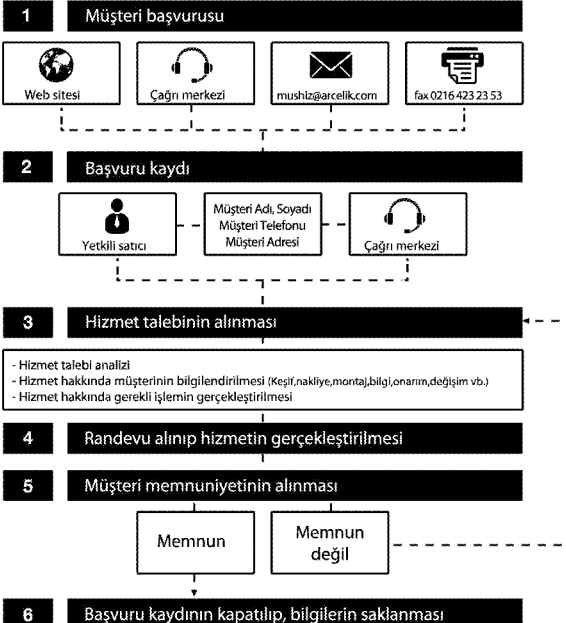 1 Müşteri başvurusu
Web sitesi
Çağrı merkezi
mushiz@arcelik.com
fax 0216 423 23 53
2 Başvuru kaydı
Yetkili satıcı
Müşteri Adı, Soyadı
Müşteri Telefonu
Müşteri Adresi
Çağrı merkezi
3 Hizmet talebinin alınması
- Hizmet talebi analizi
- Hizmet hakkında müşterinin bilgilendirilmesi (Keşif,nakliye,montaj,bilgi,onarım,değişim vb.)
- Hizmet hakkında gerekli işlemin gerçekleştirilmesi
4 Randevu alınıp hizmetin gerçekleştirilmesi
5 Müşteri memnuniyetinin alınması
Memnun
Memnun
değil
6 Başvuru kaydının kapatılıp, bilgilerin saklanması